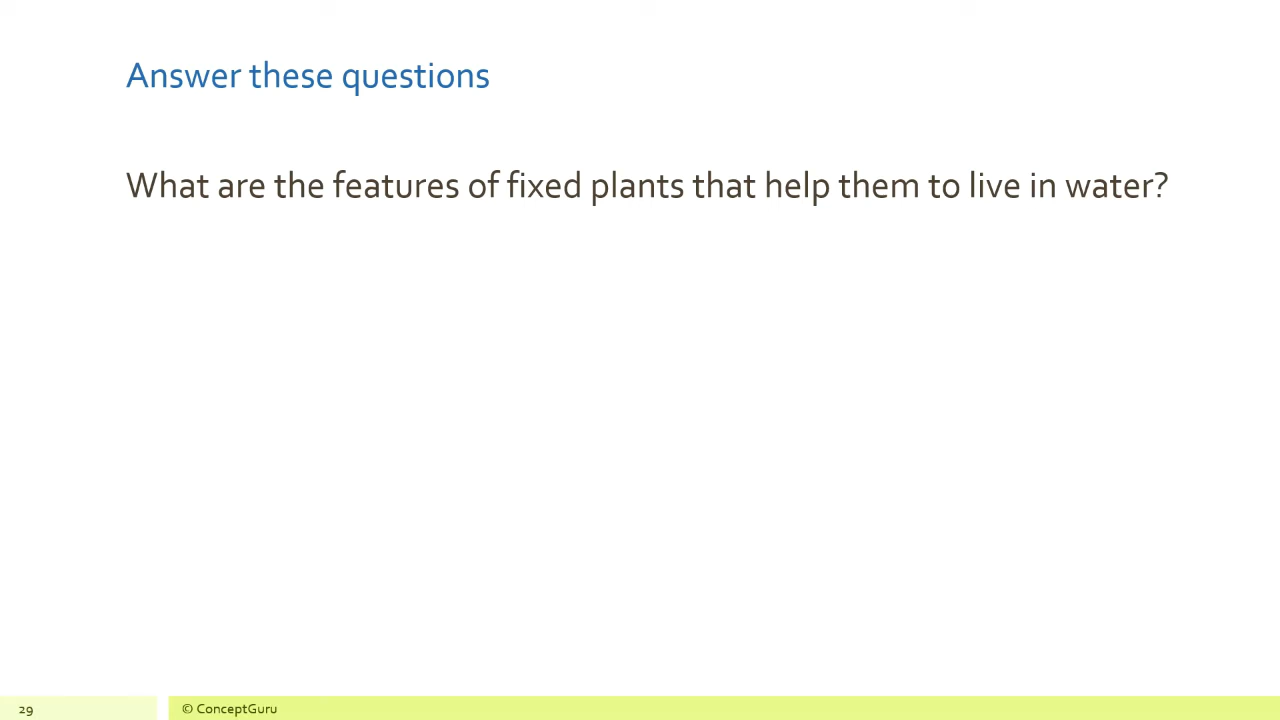 Answer these questions
What are the features of fixed plants that help them to live in water?
29
© ConceptGuru